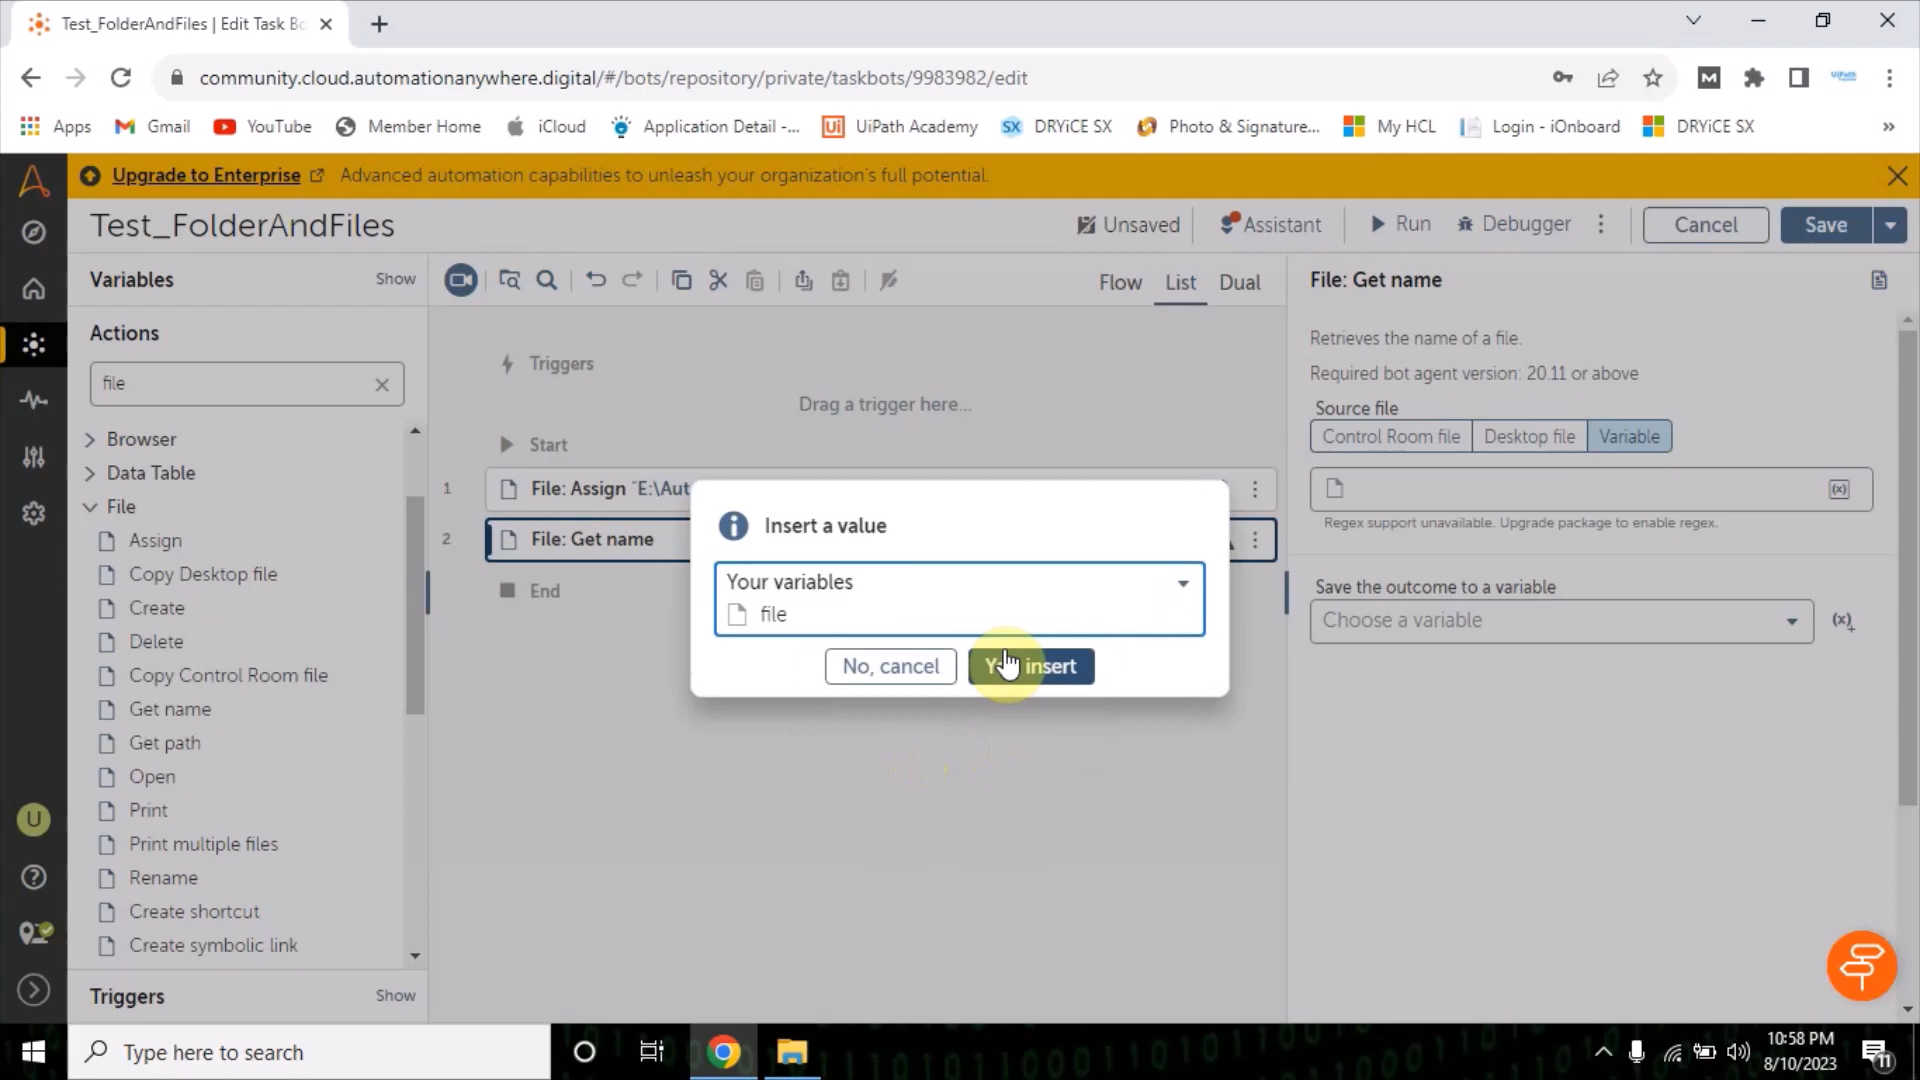 Test_FolderAndFiles | Edit Task Bo
community.cloud.automationanywhere.digital/#/bots/repository/private/taskbots/9983982/edit
Apps Gmail YouTube Member Home iCloud Application Detail -... Ui UiPath Academy SX DRYiCE SX Photo & Signature... My HCL Login - iOnboard DRYiCE SX »
Upgrade to Enterprise Advanced automation capabilities to unleash your organization's full potential.
Test_FolderAndFiles Unsaved Assistant Run Debugger Cancel Save
Variables Show
Flow List Dual
File: Get name
Actions
file
Browser
Data Table
File
Assign
Copy Desktop file
Create
Delete
Copy Control Room file
Get name
Get path
Open
Print
Print multiple files
Rename
Create shortcut
Create symbolic link
Triggers Show
Triggers
Drag a trigger here...
Start
1 File: Assign "E:\Aut
2 File: Get name
End
Insert a value
Your variables
file
No, cancel
insert
Retrieves the name of a file.
Required bot agent version: 20.11 or above
Source file
Control Room file Desktop file Variable
(x)
Regex support unavailable. Upgrade package to enable regex.
Save the outcome to a variable
Choose a variable (x)+
U
Type here to search
10:58 PM
8/10/2023
11